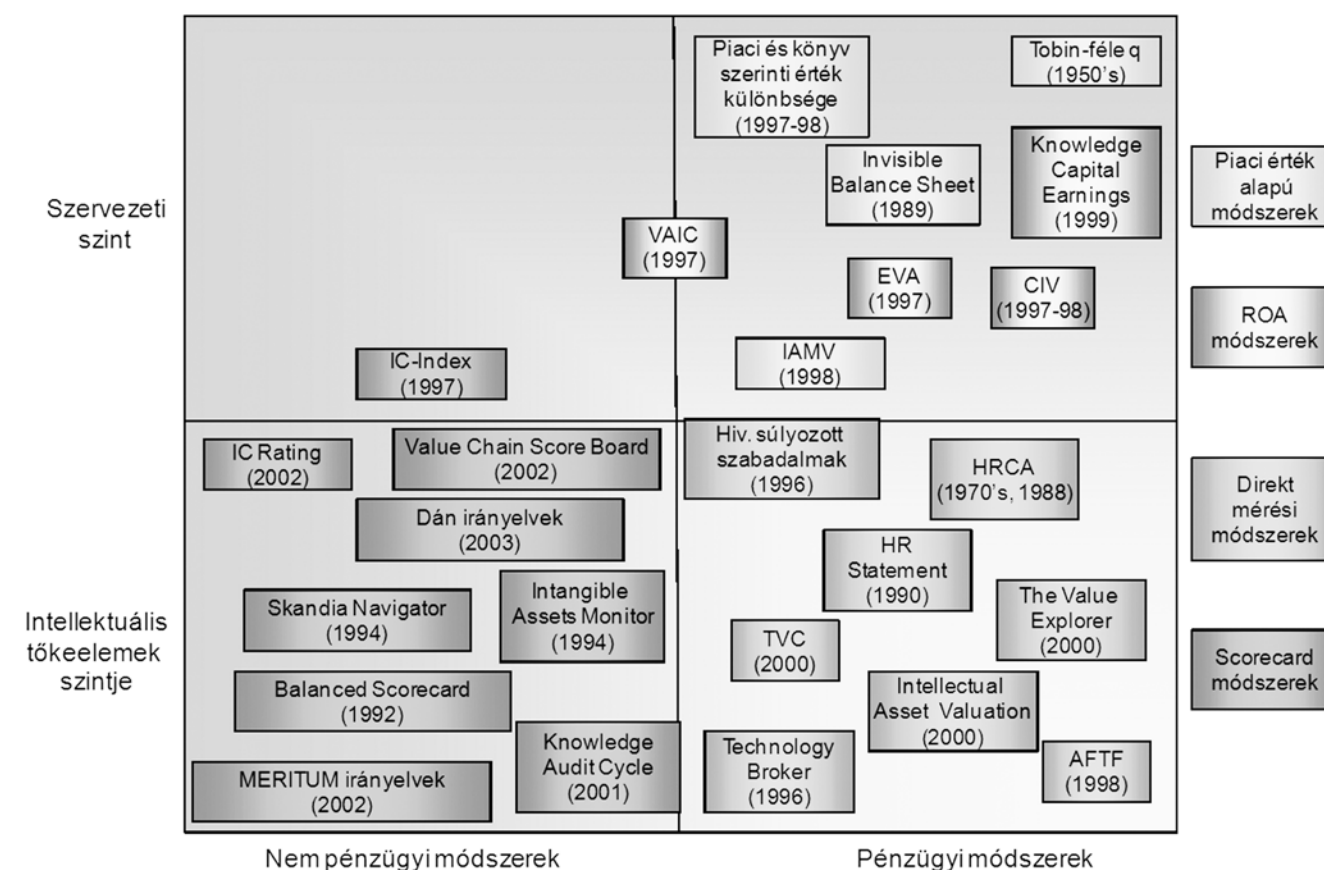 Piaci és könyv
szerinti érték
különbsége
(1997-98)
Tobin-féle q
(1950's)
Invisible
Balance Sheet
(1989)
Knowledge
Capital
Earnings
(1999)
Piaci érték
alapú
módszerek
Szervezeti
szint
VAIC
(1997)
EVA
(1997)
CIV
(1997-98)
ROA
módszerek
IC-Index
(1997)
IAMV
(1998)
IC Rating
(2002)
Value Chain Score Board
(2002)
Hiv. súlyozott
szabadalmak
(1996)
HRCA
(1970's, 1988)
Direkt
mérési
módszerek
Dán irányelvek
(2003)
HR
Statement
(1990)
Intellektuális
tőkeelemek
szintje
Skandia Navigator
(1994)
Intangible
Assets Monitor
(1994)
TVC
(2000)
The Value
Explorer
(2000)
Scorecard
módszerek
Balanced Scorecard
(1992)
Intellectual
Asset Valuation
(2000)
MERITUM irányelvek
(2002)
Knowledge
Audit Cycle
(2001)
Technology
Broker
(1996)
AFTF
(1998)
Nem pénzügyi módszerek
Pénzügyi módszerek